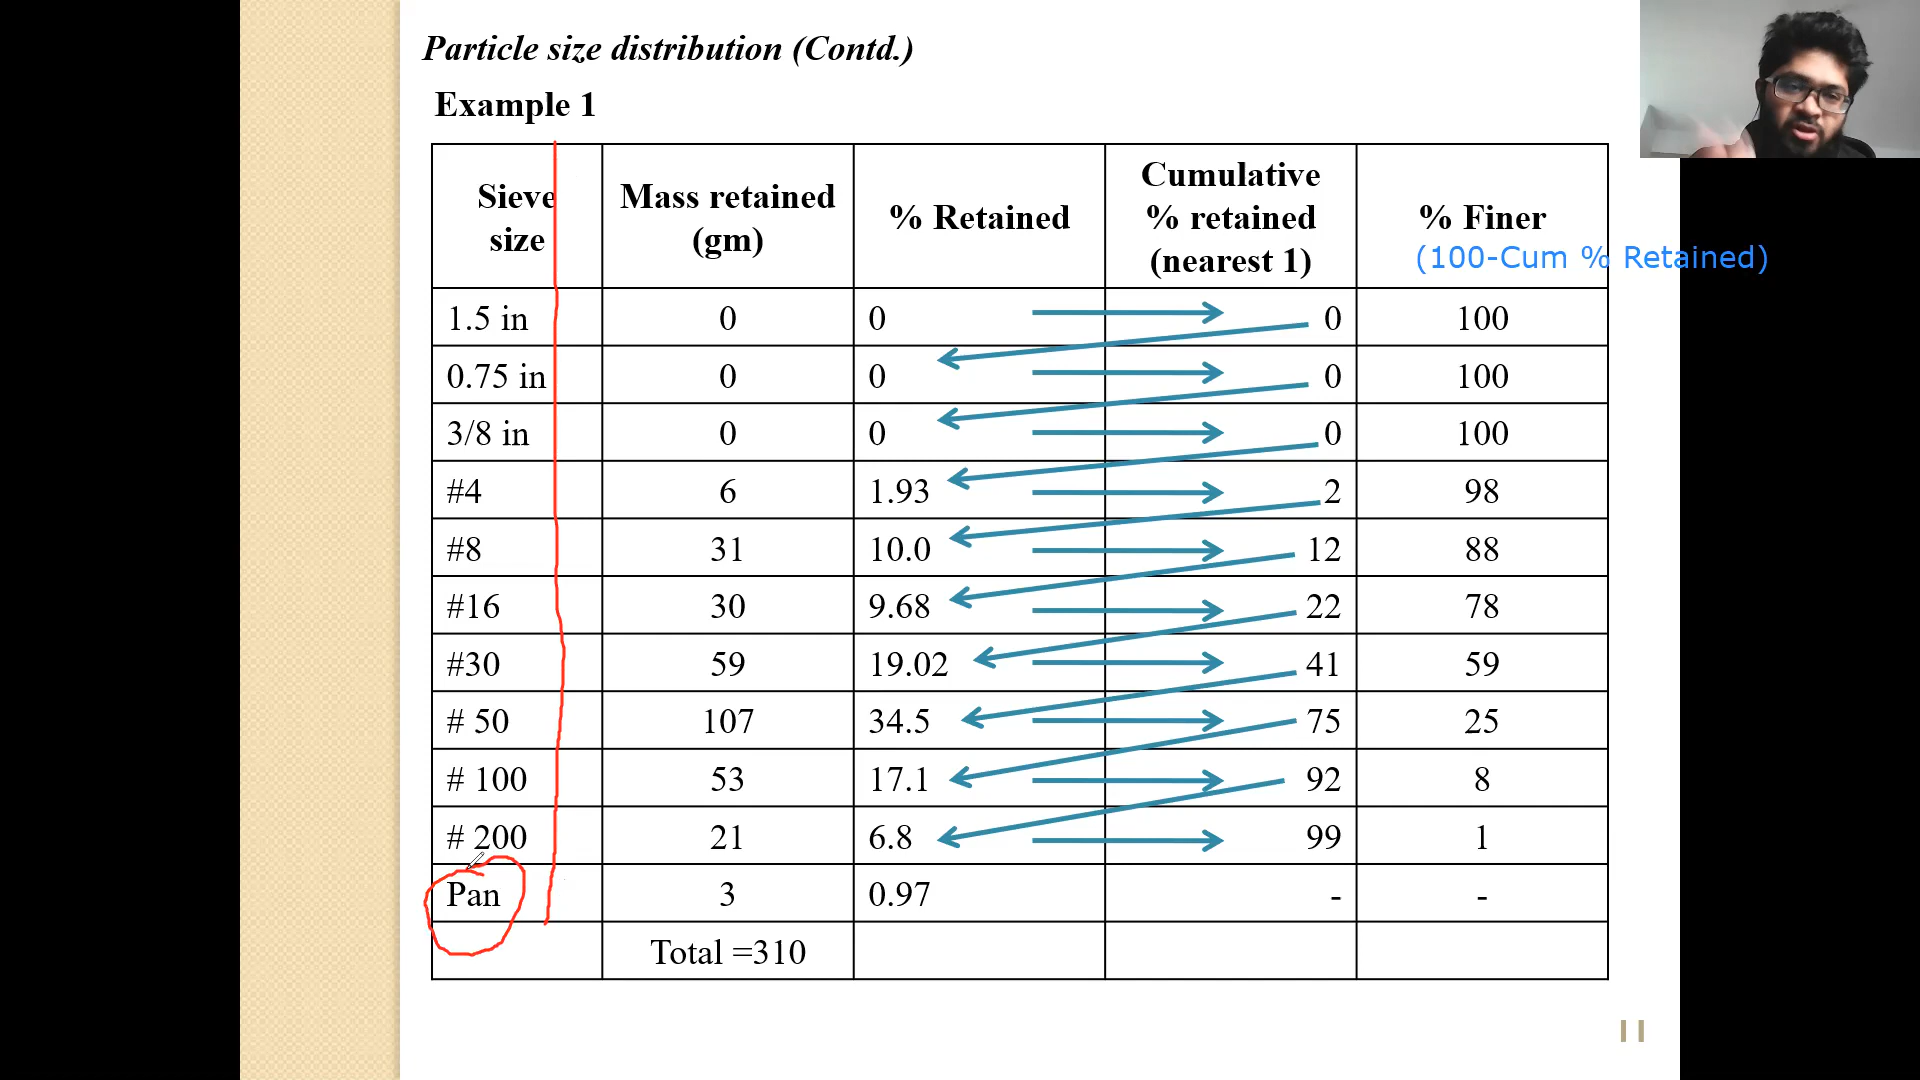 Particle size distribution (Contd.)
Example 1
Sieve size | Mass retained (gm) | % Retained | Cumulative % retained (nearest 1) | % Finer (100-Cum % Retained)
1.5 in | 0 | 0 | 0 | 100
0.75 in | 0 | 0 | 0 | 100
3/8 in | 0 | 0 | 0 | 100
#4 | 6 | 1.93 | 2 | 98
#8 | 31 | 10.0 | 12 | 88
#16 | 30 | 9.68 | 22 | 78
#30 | 59 | 19.02 | 41 | 59
# 50 | 107 | 34.5 | 75 | 25
# 100 | 53 | 17.1 | 92 | 8
# 200 | 21 | 6.8 | 99 | 1
Pan | 3 | 0.97 | - | -
Total =310
11